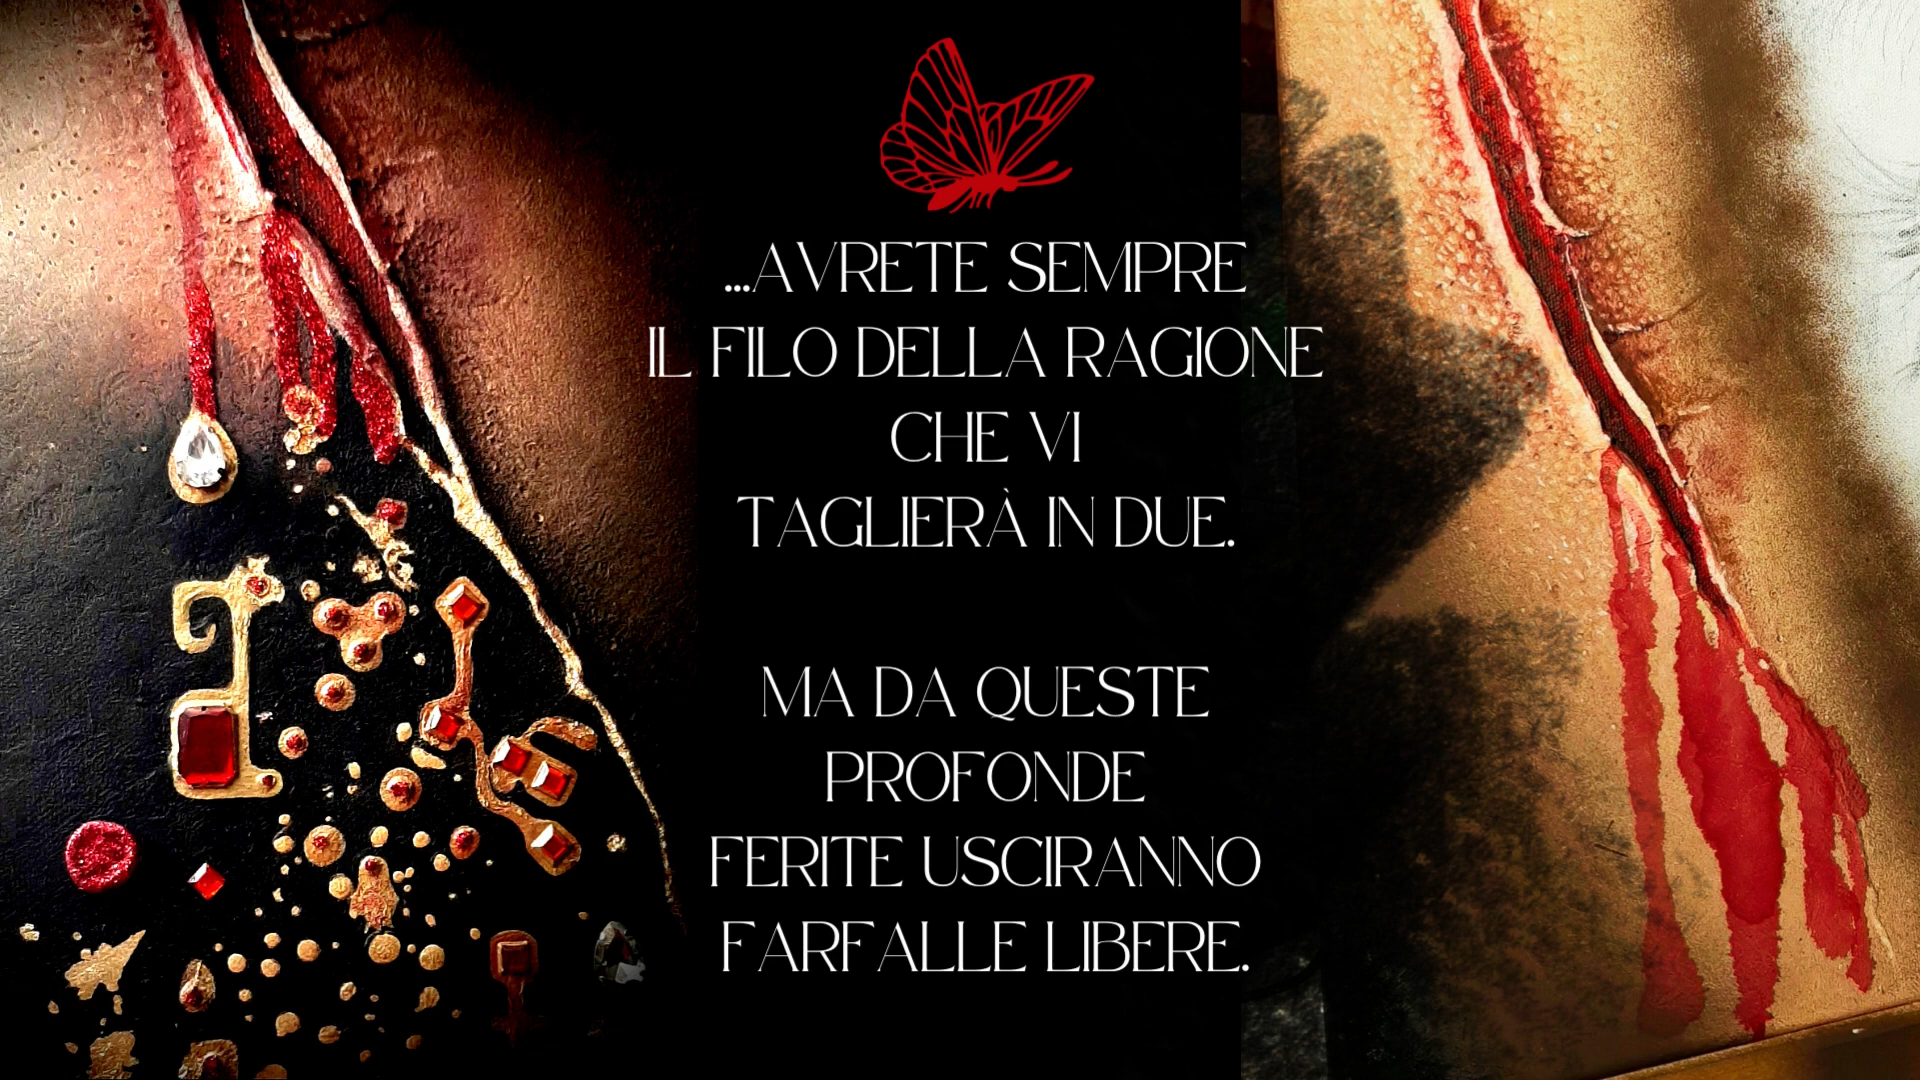 ...AVRETE SEMPRE
IL FILO DELLA RAGIONE
CHE VI
TAGLIERÀ IN DUE.
MA DA QUESTE
PROFONDE
FERITE USCIRANNO
FARFALLE LIBERE.